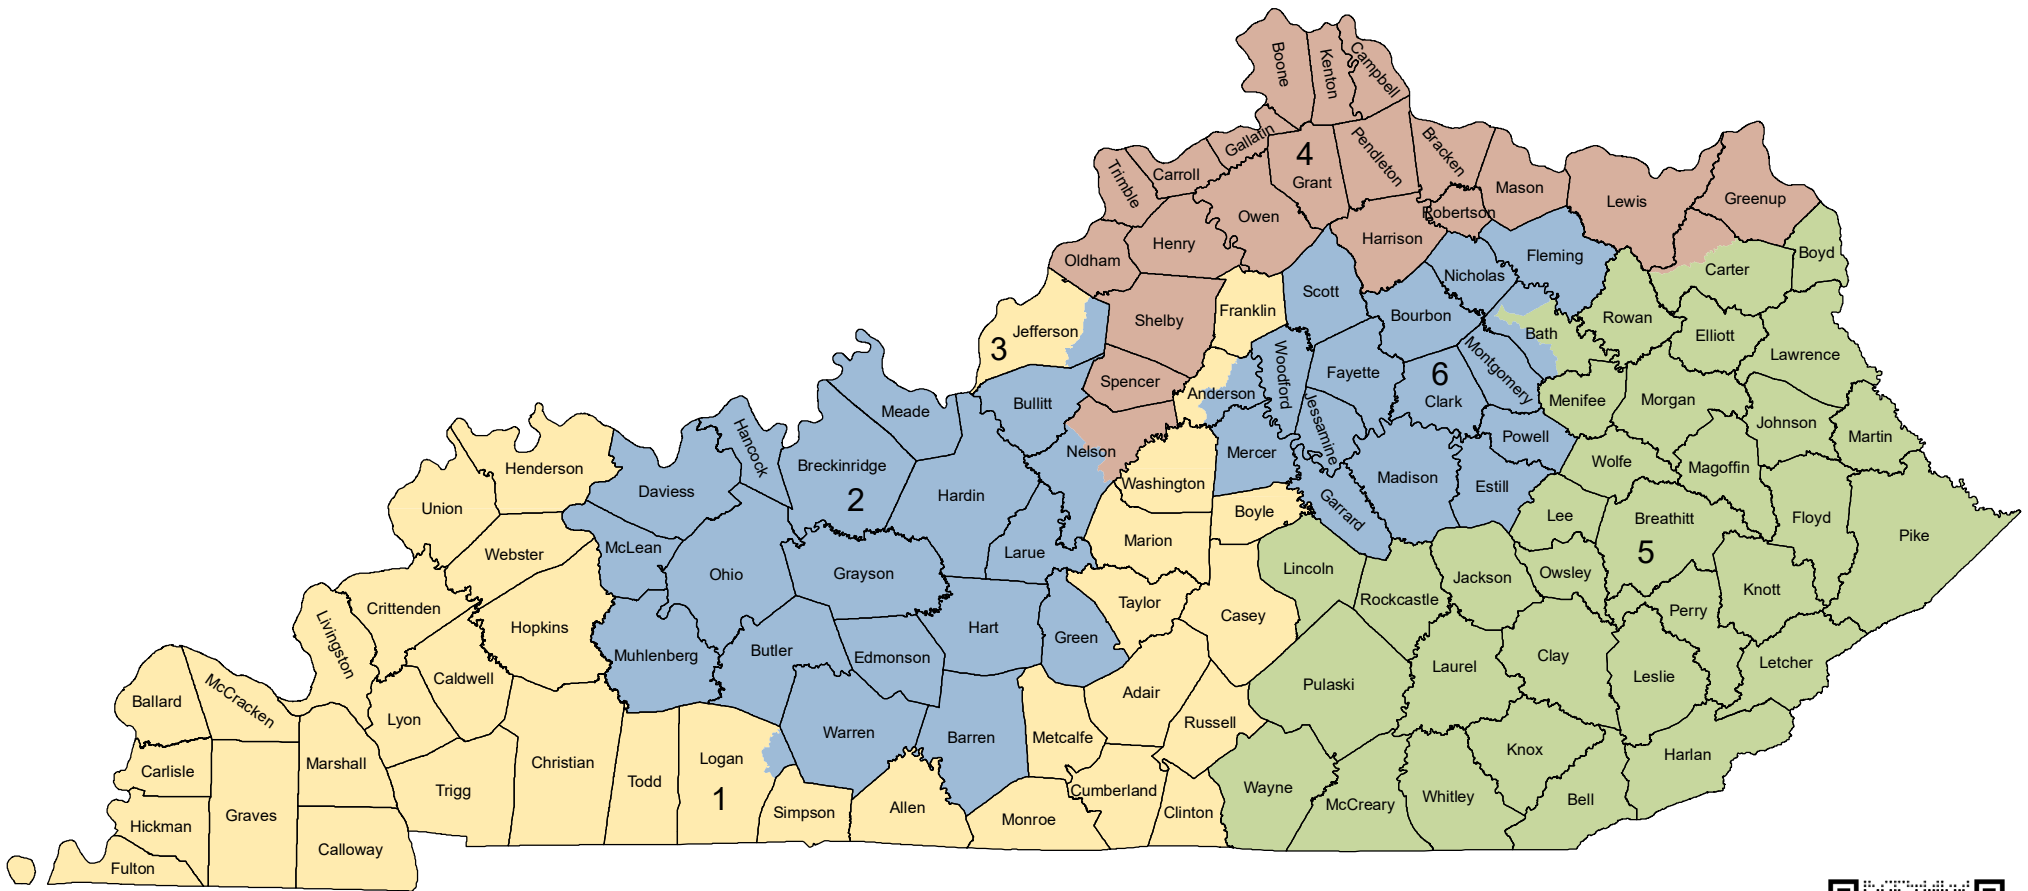 Boone
Kenton
Campbell
Gallatin
4
Grant
Pendleton
Bracken
Trimble
Carroll
Mason
Lewis
Greenup
Owen
Robertson
Harrison
Henry
Oldham
Fleming
Boyd
Carter
Nicholas
Scott
Franklin
Shelby
Jefferson
3
Bourbon
Rowan
Bath
Elliott
Lawrence
Montgomery
Woodford
Fayette
6
Clark
Spencer
Anderson
Jessamine
Menifee
Morgan
Johnson
Martin
Bullitt
Meade
Hancock
Nelson
Mercer
Powell
Wolfe
Magoffin
Henderson
Breckinridge
2
Daviess
Hardin
Washington
Madison
Estill
Union
Boyle
Garrard
Lee
Breathitt
5
Floyd
Pike
Webster
McLean
Ohio
Grayson
Larue
Marion
Lincoln
Rockcastle
Jackson
Owsley
Knott
Perry
Crittenden
Livingston
Hopkins
Muhlenberg
Butler
Edmonson
Hart
Green
Taylor
Casey
Pulaski
Laurel
Clay
Leslie
Letcher
Ballard
McCracken
Lyon
Caldwell
Adair
Russell
Warren
Barren
Metcalfe
Carlisle
Marshall
Christian
Logan
1
Todd
Trigg
Knox
Harlan
Hickman
Graves
Simpson
Allen
Monroe
Cumberland
Clinton
Wayne
McCreary
Whitley
Bell
Calloway
Fulton